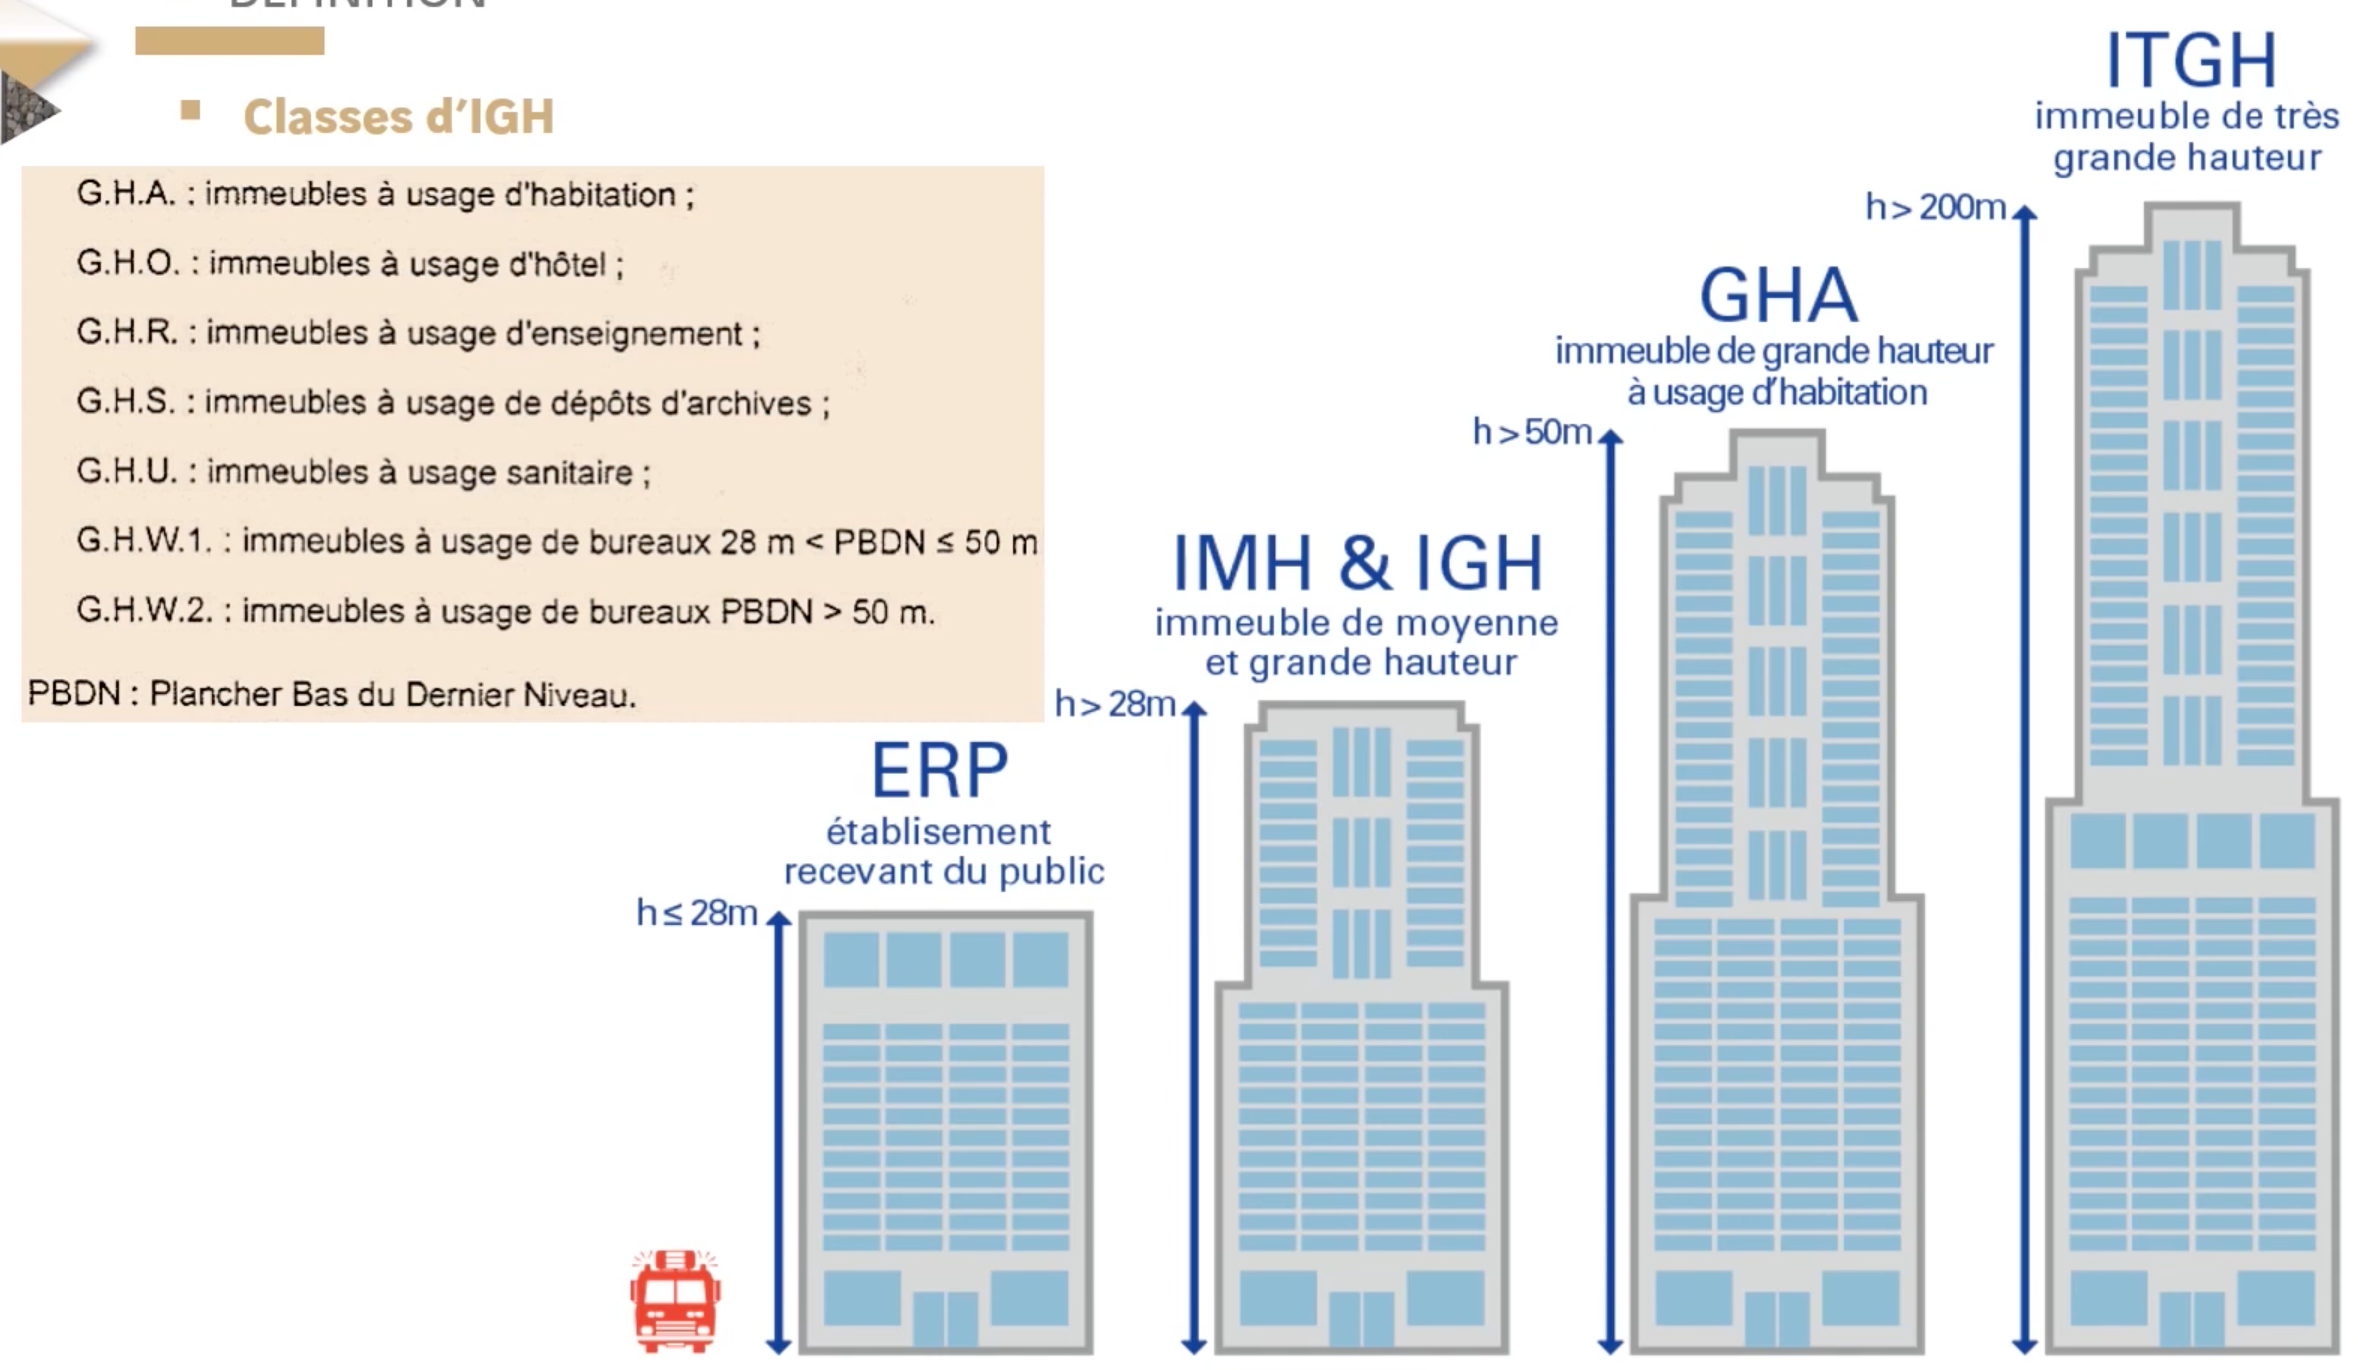 DÉFINITION
▪ Classes d'IGH
G.H.A. : immeubles à usage d'habitation ;
G.H.O. : immeubles à usage d'hôtel ;
G.H.R. : immeubles à usage d'enseignement ;
G.H.S. : immeubles à usage de dépôts d'archives ;
G.H.U. : immeubles à usage sanitaire ;
G.H.W.1. : immeubles à usage de bureaux 28 m < PBDN ≤ 50 m
G.H.W.2. : immeubles à usage de bureaux PBDN > 50 m.
PBDN : Plancher Bas du Dernier Niveau.
ERP
établisement
recevant du public
h ≤ 28m
IMH & IGH
immeuble de moyenne
et grande hauteur
h > 28m
GHA
immeuble de grande hauteur
à usage d'habitation
h > 50m
ITGH
immeuble de très
grande hauteur
h > 200m